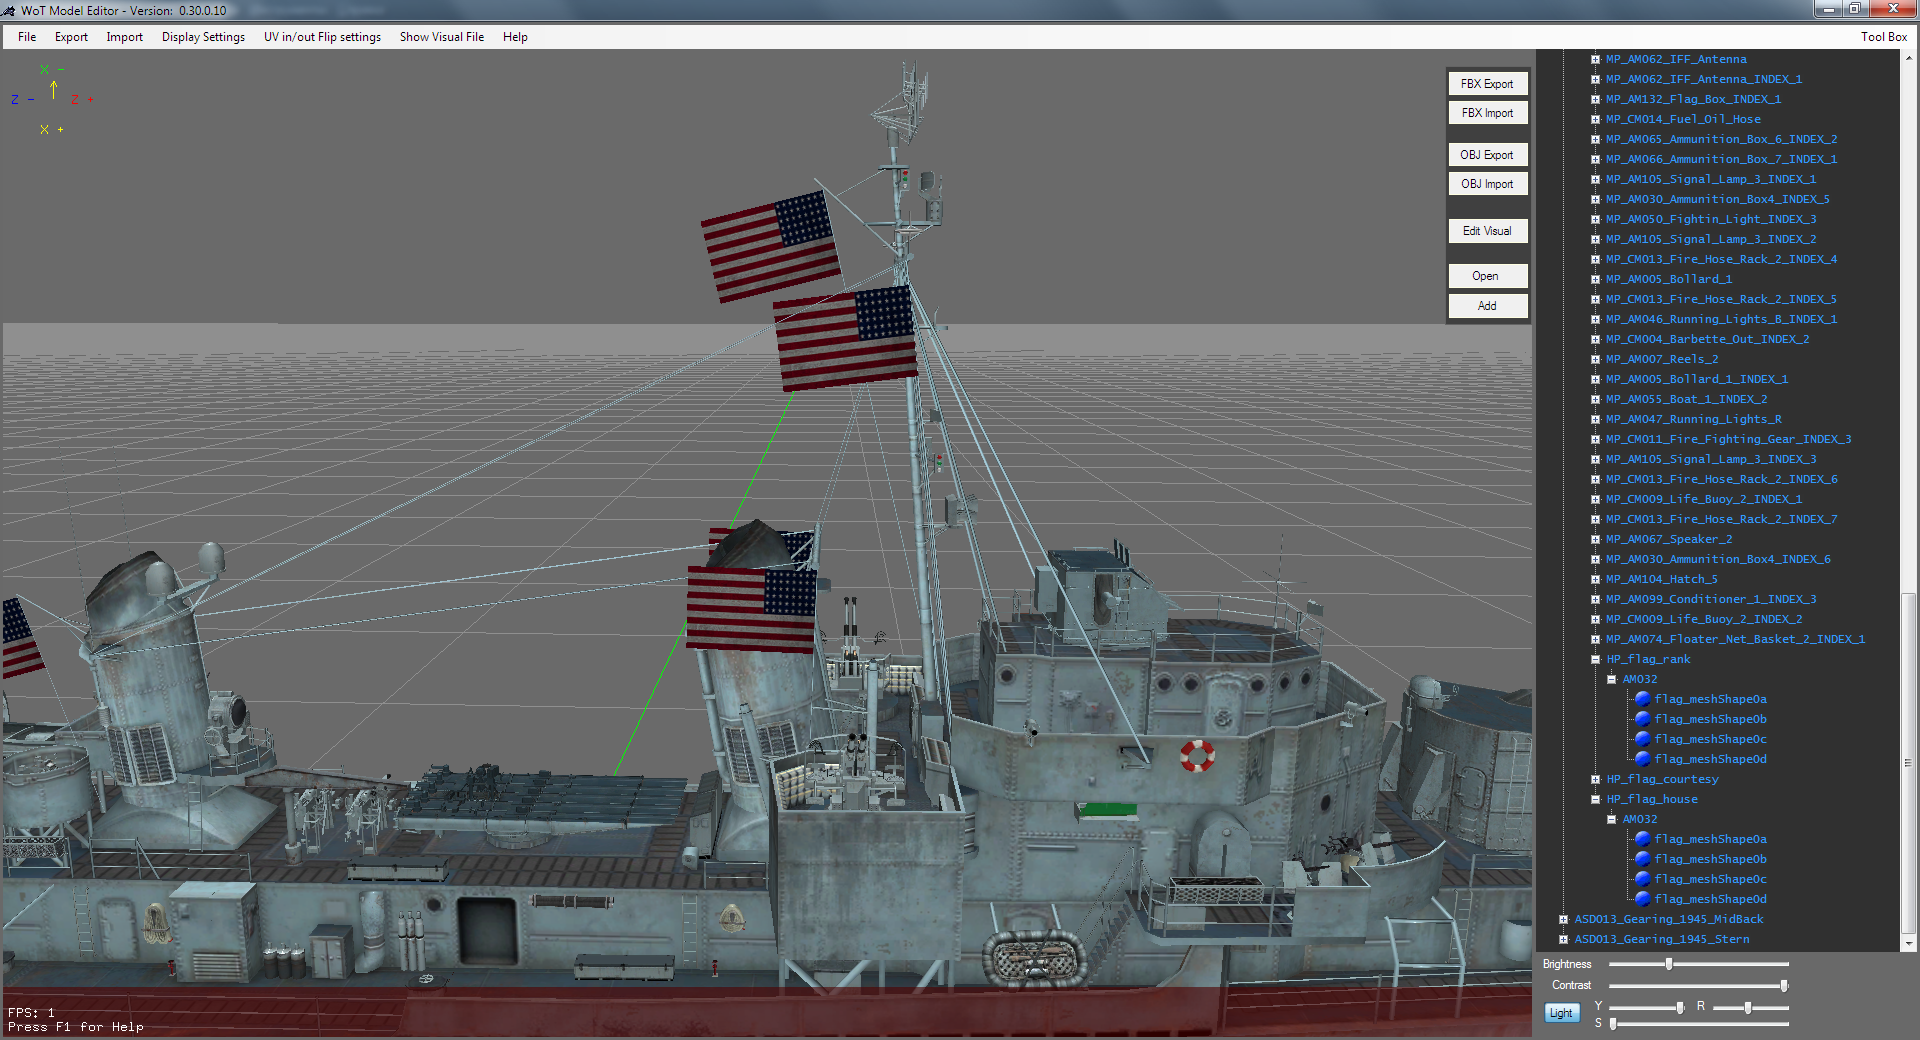 WoT Model Editor - Version: 0.30.0.10
File Export Import Display Settings UV in/out Flip settings Show Visual File Help Tool Box
X -
Z - Z +
X +
FBX Export
FBX Import
OBJ Export
OBJ Import
Edit Visual
Open
Add
MP_AM062_IFF_Antenna
MP_AM062_IFF_Antenna_INDEX_1
MP_AM132_Flag_Box_INDEX_1
MP_CM014_Fuel_Oil_Hose
MP_AM065_Ammunition_Box_6_INDEX_2
MP_AM066_Ammunition_Box_7_INDEX_1
MP_AM105_Signal_Lamp_3_INDEX_1
MP_AM030_Ammunition_Box4_INDEX_5
MP_AM050_Fightin_Light_INDEX_3
MP_AM105_Signal_Lamp_3_INDEX_2
MP_CM013_Fire_Hose_Rack_2_INDEX_4
MP_AM005_Bollard_1
MP_CM013_Fire_Hose_Rack_2_INDEX_5
MP_AM046_Running_Lights_B_INDEX_1
MP_CM004_Barbette_Out_INDEX_2
MP_AM007_Reels_2
MP_AM005_Bollard_1_INDEX_1
MP_AM055_Boat_1_INDEX_2
MP_AM047_Running_Lights_R
MP_CM011_Fire_Fighting_Gear_INDEX_3
MP_AM105_Signal_Lamp_3_INDEX_3
MP_CM013_Fire_Hose_Rack_2_INDEX_6
MP_CM009_Life_Buoy_2_INDEX_1
MP_CM013_Fire_Hose_Rack_2_INDEX_7
MP_AM067_Speaker_2
MP_AM030_Ammunition_Box4_INDEX_6
MP_AM104_Hatch_5
MP_AM099_Conditioner_1_INDEX_3
MP_CM009_Life_Buoy_2_INDEX_2
MP_AM074_Floater_Net_Basket_2_INDEX_1
HP_flag_rank
AM032
flag_meshShape0a
flag_meshShape0b
flag_meshShape0c
flag_meshShape0d
HP_flag_courtesy
HP_flag_house
AM032
flag_meshShape0a
flag_meshShape0b
flag_meshShape0c
flag_meshShape0d
ASD013_Gearing_1945_MidBack
ASD013_Gearing_1945_Stern
Brightness
Contrast
Light Y R
S
FPS: 1
Press F1 for Help